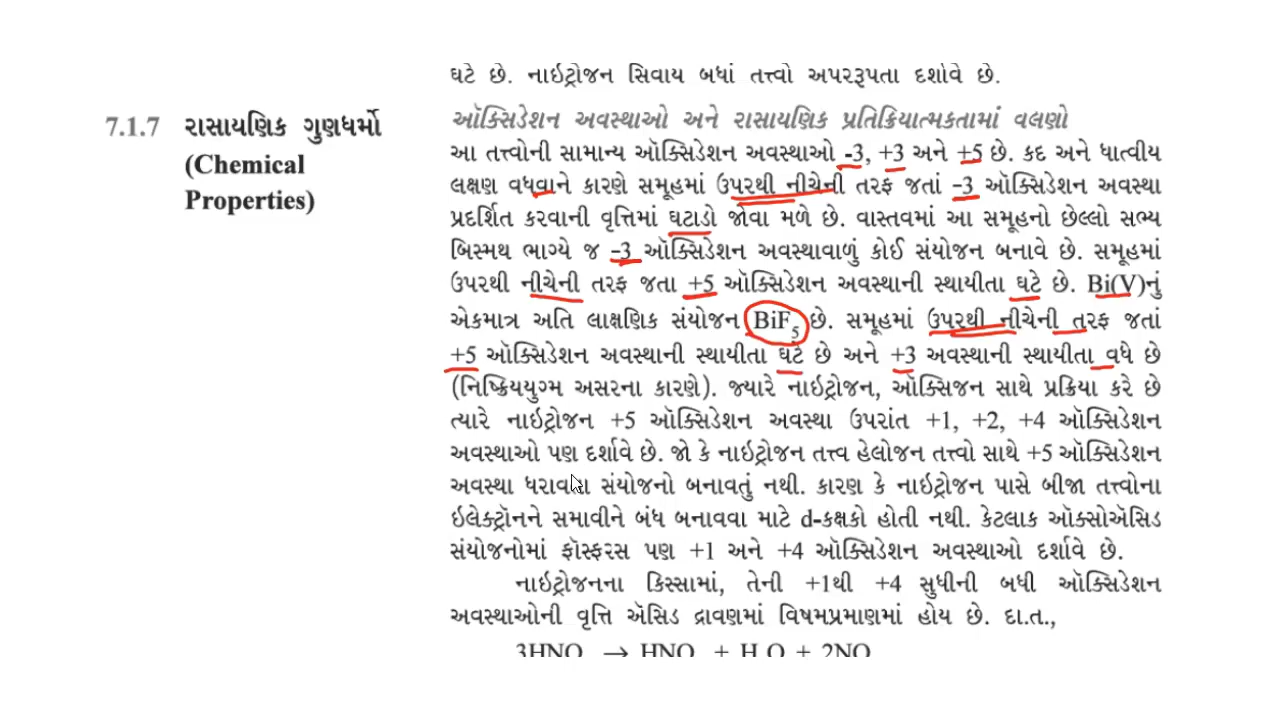 ઘટે છે. નાઇટ્રોજન સિવાય બધાં તત્ત્વો અપરરૂપતા દર્શાવે છે.
7.1.7 રાસાયણિક ગુણધર્મો
(Chemical
Properties)
ઑક્સિડેશન અવસ્થાઓ અને રાસાયણિક પ્રતિક્રિયાત્મકતામાં વલણો
આ તત્ત્વોની સામાન્ય ઑક્સિડેશન અવસ્થાઓ -3, +3 અને +5 છે. કદ અને ધાત્વીય
લક્ષણ વધવાને કારણે સમૂહમાં ઉપરથી નીચેની તરફ જતાં -3 ઑક્સિડેશન અવસ્થા
પ્રદર્શિત કરવાની વૃત્તિમાં ઘટાડો જોવા મળે છે. વાસ્તવમાં આ સમૂહનો છેલ્લો સભ્ય
બિસ્મથ ભાગ્યે જ -3 ઑક્સિડેશન અવસ્થાવાળું કોઈ સંયોજન બનાવે છે. સમૂહમાં
ઉપરથી નીચેની તરફ જતા +5 ઑક્સિડેશન અવસ્થાની સ્થાયીતા ઘટે છે. Bi(V)નું
એકમાત્ર અતિ લાક્ષણિક સંયોજન BiF₅ છે. સમૂહમાં ઉપરથી નીચેની તરફ જતાં
+5 ઑક્સિડેશન અવસ્થાની સ્થાયીતા ઘટે છે અને +3 અવસ્થાની સ્થાયીતા વધે છે
(નિષ્ક્રિયયુગ્મ અસરના કારણે). જ્યારે નાઇટ્રોજન, ઑક્સિજન સાથે પ્રક્રિયા કરે છે
ત્યારે નાઇટ્રોજન +5 ઑક્સિડેશન અવસ્થા ઉપરાંત +1, +2, +4 ઑક્સિડેશન
અવસ્થાઓ પણ દર્શાવે છે. જો કે નાઇટ્રોજન તત્ત્વ હેલોજન તત્ત્વો સાથે +5 ઑક્સિડેશન
અવસ્થા ધરાવતા સંયોજનો બનાવતું નથી. કારણ કે નાઇટ્રોજન પાસે બીજા તત્ત્વોના
ઇલેક્ટ્રૉનને સમાવીને બંધ બનાવવા માટે d-કક્ષકો હોતી નથી. કેટલાક ઑક્સોઍસિડ
સંયોજનોમાં ફૉસ્ફરસ પણ +1 અને +4 ઑક્સિડેશન અવસ્થાઓ દર્શાવે છે.
નાઇટ્રોજનના કિસ્સામાં, તેની +1થી +4 સુધીની બધી ઑક્સિડેશન
અવસ્થાઓની વૃત્તિ ઍસિડ દ્રાવણમાં વિષમપ્રમાણમાં હોય છે. દા.ત.,
3HNO → HNO + H O + 2NO